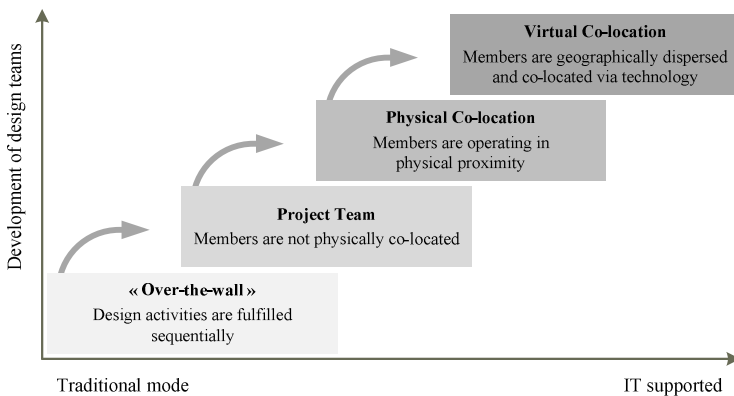 Virtual Co-location
Members are geographically dispersed
and co-located via technology
Physical Co-location
Members are operating in
physical proximity
Project Team
Members are not physically co-located
« Over-the-wall »
Design activities are fulfilled
sequentially
Development of design teams
Traditional mode
IT supported